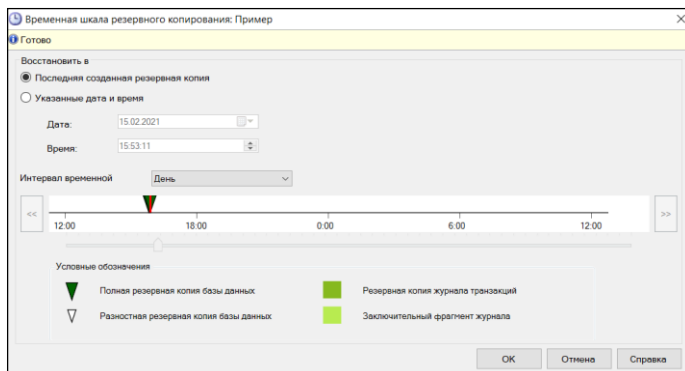 Временная шкала резервного копирования: Пример
Готово
Восстановить в
Последняя созданная резервная копия
Указанные дата и время
Дата: 15.02.2021
Время: 15:53:11
Интервал временной День
<< >>
12:00 18:00 0:00 6:00 12:00
Условные обозначения
Полная резервная копия базы данных Резервная копия журнала транзакций
Разностная резервная копия базы данных Заключительный фрагмент журнала
OK Отмена Справка